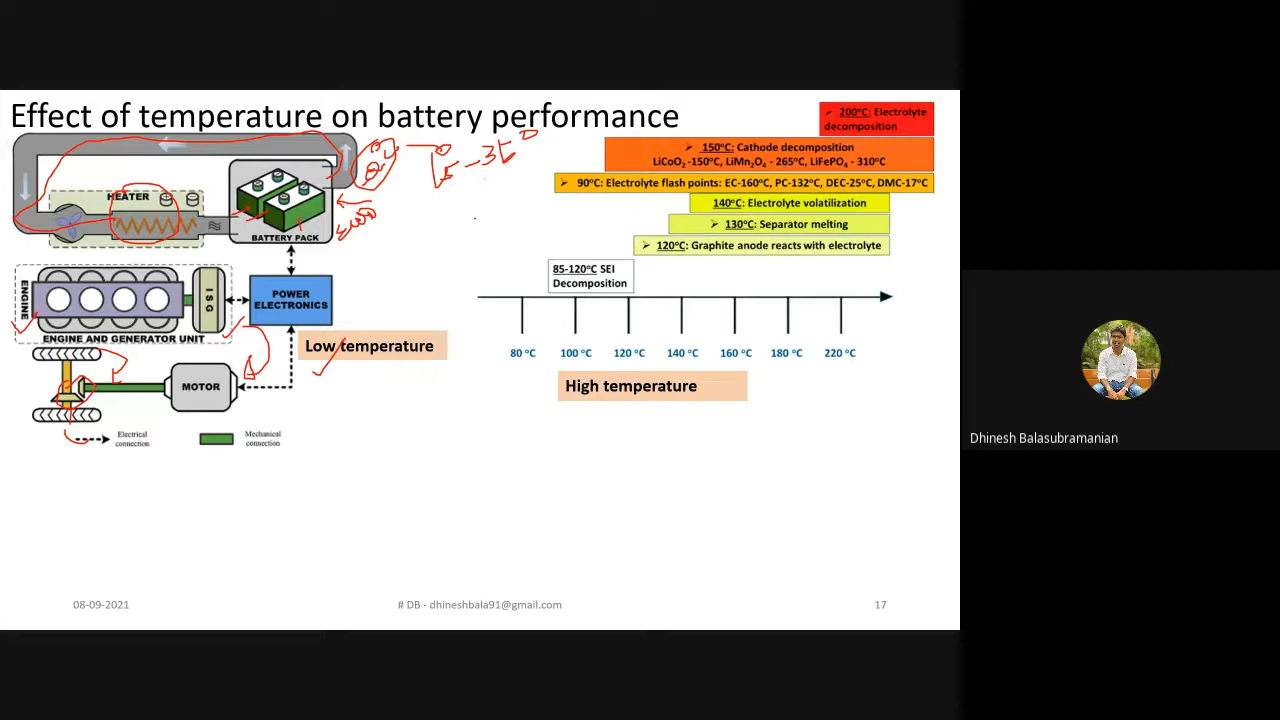 Effect of temperature on battery performance
HEATER
BATTERY PACK
ENGINE
ISG
ENGINE AND GENERATOR UNIT
POWER
ELECTRONICS
MOTOR
Electrical
connection
Mechanical
connection
Low temperature
15 - 35°
➢ 200°C: Electrolyte
decomposition
➢ 150°C: Cathode decomposition
LiCoO2 -150°C, LiMn2O4 - 265°C, LiFePO4 - 310°C
➢ 90°C: Electrolyte flash points: EC-160°C, PC-132°C, DEC-25°C, DMC-17°C
140°C: Electrolyte volatilization
➢ 130°C: Separator melting
➢ 120°C: Graphite anode reacts with electrolyte
85-120°C SEI
Decomposition
80 °C 100 °C 120 °C 140 °C 160 °C 180 °C 220 °C
High temperature
Dhinesh Balasubramanian
08-09-2021 # DB - dhineshbala91@gmail.com 17